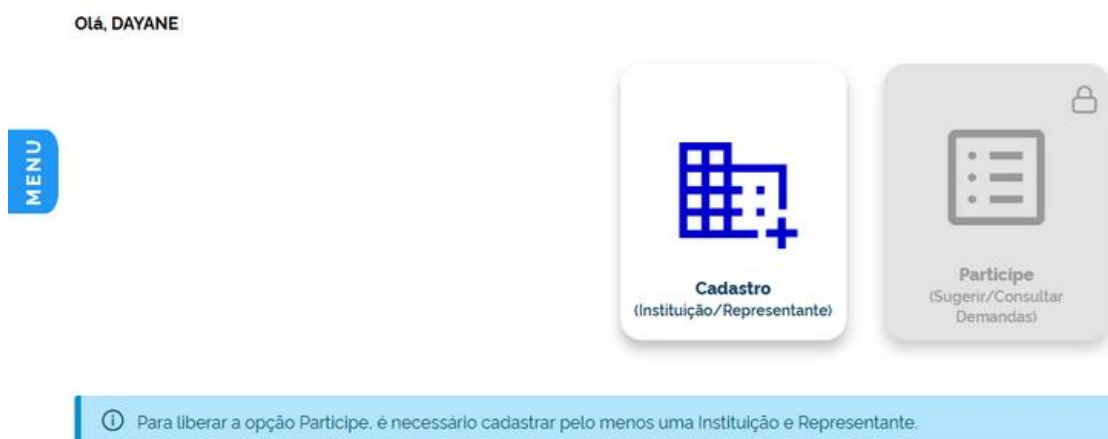 Olá, DAYANE
MENU
Cadastro
(Instituição/Representante)
Participe
(Sugerir/Consultar
Demandas)
Para liberar a opção Participe, é necessário cadastrar pelo menos uma Instituição e Representante.